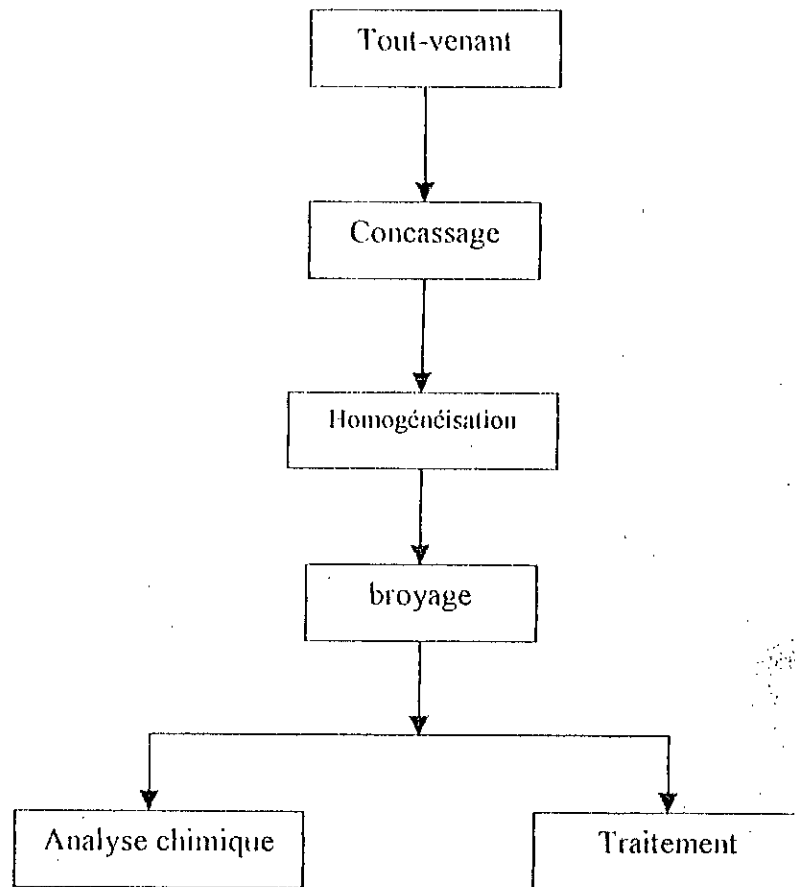 Tout-venant
Concassage
Homogénéisation
broyage
Analyse chimique
Traitement